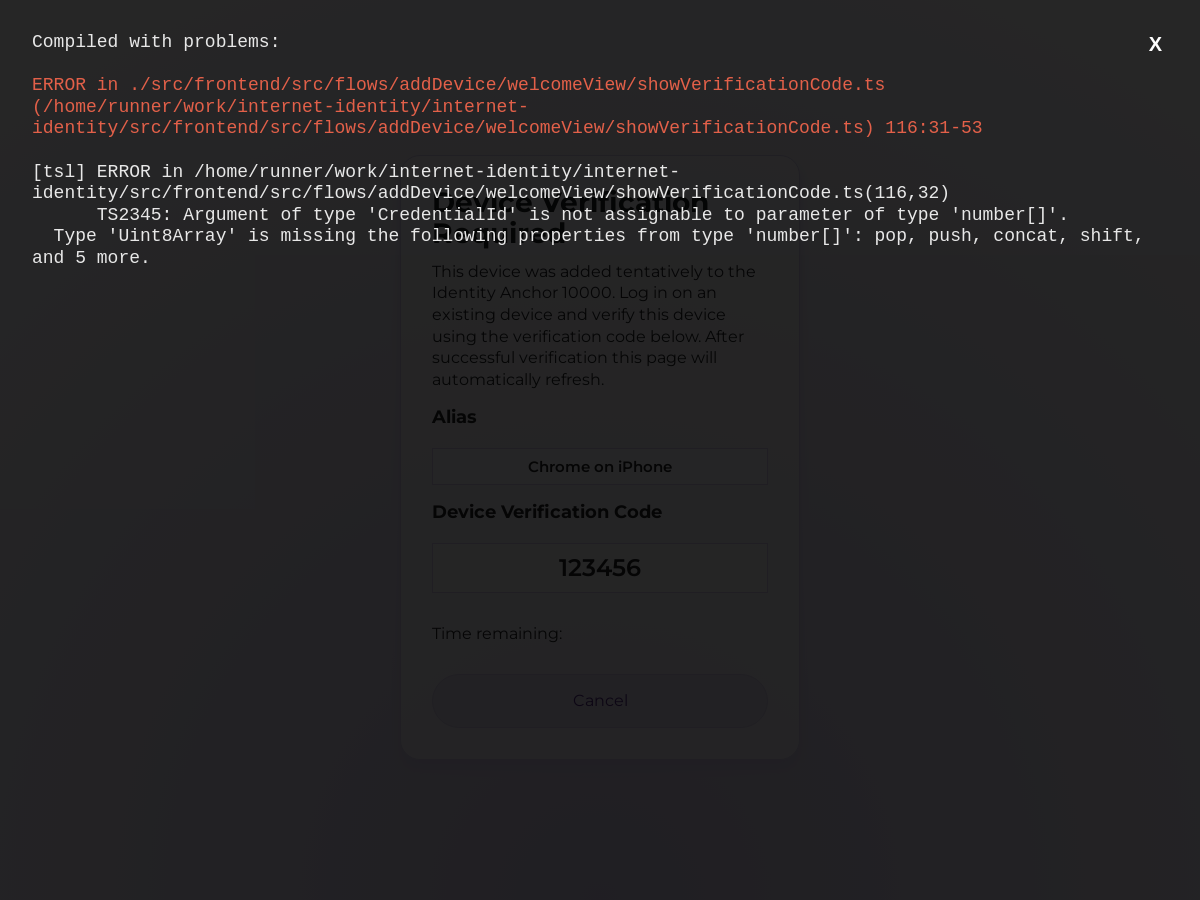 Compiled with problems:
X
ERROR in ./src/frontend/src/flows/addDevice/welcomeView/showVerificationCode.ts
(/home/runner/work/internet-identity/internet-
identity/src/frontend/src/flows/addDevice/welcomeView/showVerificationCode.ts) 116:31-53
[tsl] ERROR in /home/runner/work/internet-identity/internet-
identity/src/frontend/src/flows/addDevice/welcomeView/showVerificationCode.ts(116,32)
TS2345: Argument of type 'CredentialId' is not assignable to parameter of type 'number[]'.
Type 'Uint8Array' is missing the following properties from type 'number[]': pop, push, concat, shift,
and 5 more.
Device Verification
Required
This device was added tentatively to the
Identity Anchor 10000. Log in on an
existing device and verify this device
using the verification code below. After
successful verification this page will
automatically refresh.
Alias
Chrome on iPhone
Device Verification Code
123456
Time remaining:
Cancel